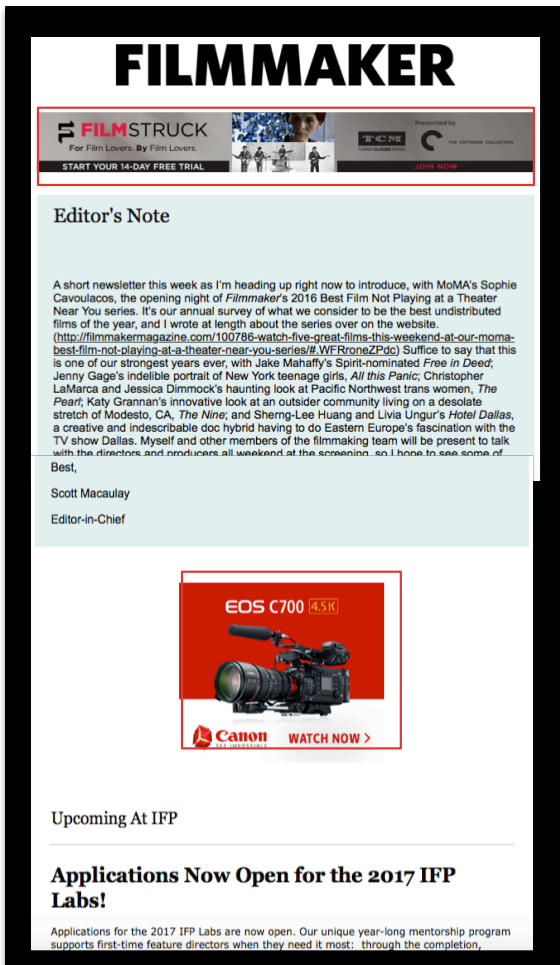 FILMMAKER
FILMSTRUCK
For Film Lovers. By Film Lovers.
START YOUR 14-DAY FREE TRIAL
Presented by
TCM
TURNER CLASSIC MOVIES
THE CRITERION COLLECTION
JOIN NOW
Editor's Note
A short newsletter this week as I'm heading up right now to introduce, with MoMA's Sophie
Cavoulacos, the opening night of Filmmaker's 2016 Best Film Not Playing at a Theater
Near You series. It's our annual survey of what we consider to be the best undistributed
films of the year, and I wrote at length about the series over on the website.
(http://filmmakermagazine.com/100786-watch-five-great-films-this-weekend-at-our-moma-
best-film-not-playing-at-a-theater-near-you-series/#.WFRroneZPdc) Suffice to say that this
is one of our strongest years ever, with Jake Mahaffy's Spirit-nominated Free in Deed;
Jenny Gage's indelible portrait of New York teenage girls, All this Panic; Christopher
LaMarca and Jessica Dimmock's haunting look at Pacific Northwest trans women, The
Pearl; Katy Grannan's innovative look at an outsider community living on a desolate
stretch of Modesto, CA, The Nine; and Sherng-Lee Huang and Livia Ungur's Hotel Dallas,
a creative and indescribable doc hybrid having to do Eastern Europe's fascination with the
TV show Dallas. Myself and other members of the filmmaking team will be present to talk
with the directors and producers all weekend at the screening, so I hope to see some of
Best,
Scott Macaulay
Editor-in-Chief
EOS C700 4.5K
Canon
SEE IMPOSSIBLE
WATCH NOW >
Upcoming At IFP
Applications Now Open for the 2017 IFP
Labs!
Applications for the 2017 IFP Labs are now open. Our unique year-long mentorship program
supports first-time feature directors when they need it most: through the completion,